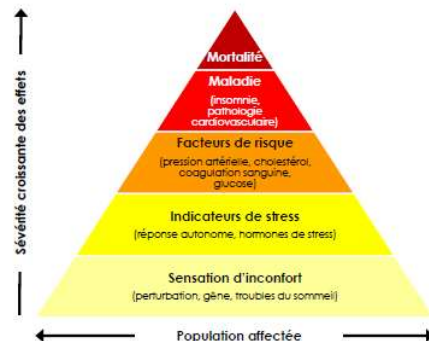 Sévérité croissante des effets
Mortalité
Maladie
(insomnie,
pathologie
cardiovasculaire)
Facteurs de risque
(pression artérielle, cholestérol,
coagulation sanguine,
glucose)
Indicateurs de stress
(réponse autonome, hormones de stress)
Sensation d'inconfort
(perturbation, gêne, troubles du sommeil)
Population affectée